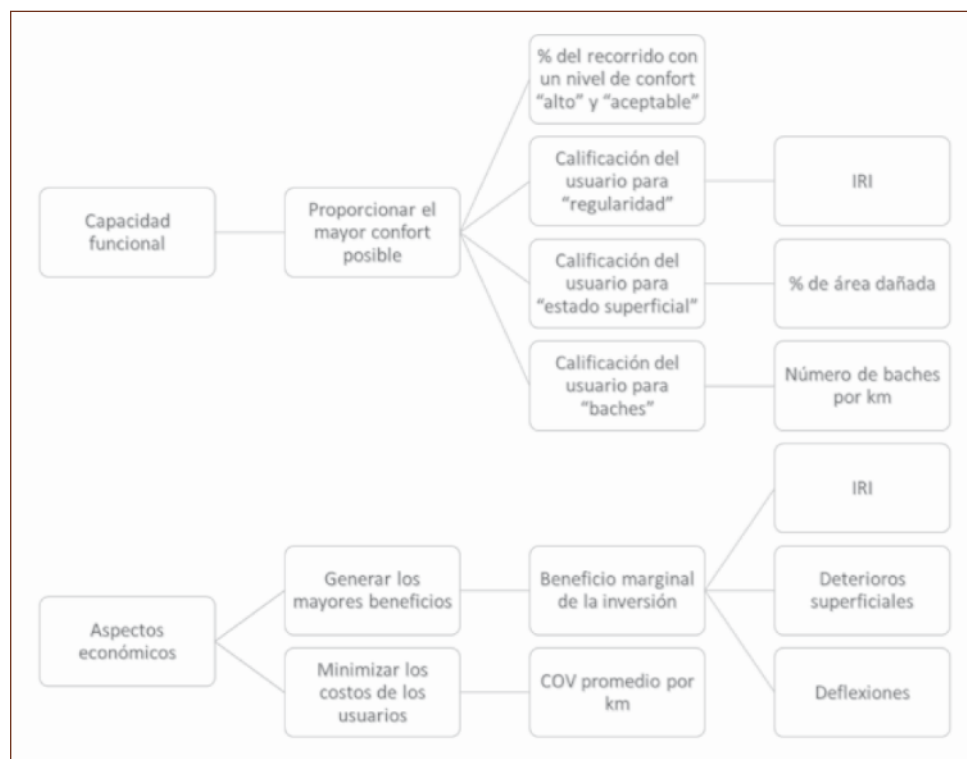 % del recorrido con
un nivel de confort
“alto” y “aceptable”
Capacidad
funcional
Proporcionar el
mayor confort
posible
Calificación del
usuario para
“regularidad”
IRI
Calificación del
usuario para
“estado superficial”
% de área dañada
Calificación del
usuario para
“baches”
Número de baches
por km
Aspectos
económicos
Generar los
mayores beneficios
Beneficio marginal
de la inversión
IRI
Deterioros
superficiales
Deflexiones
Minimizar los
costos de los
usuarios
COV promedio por
km